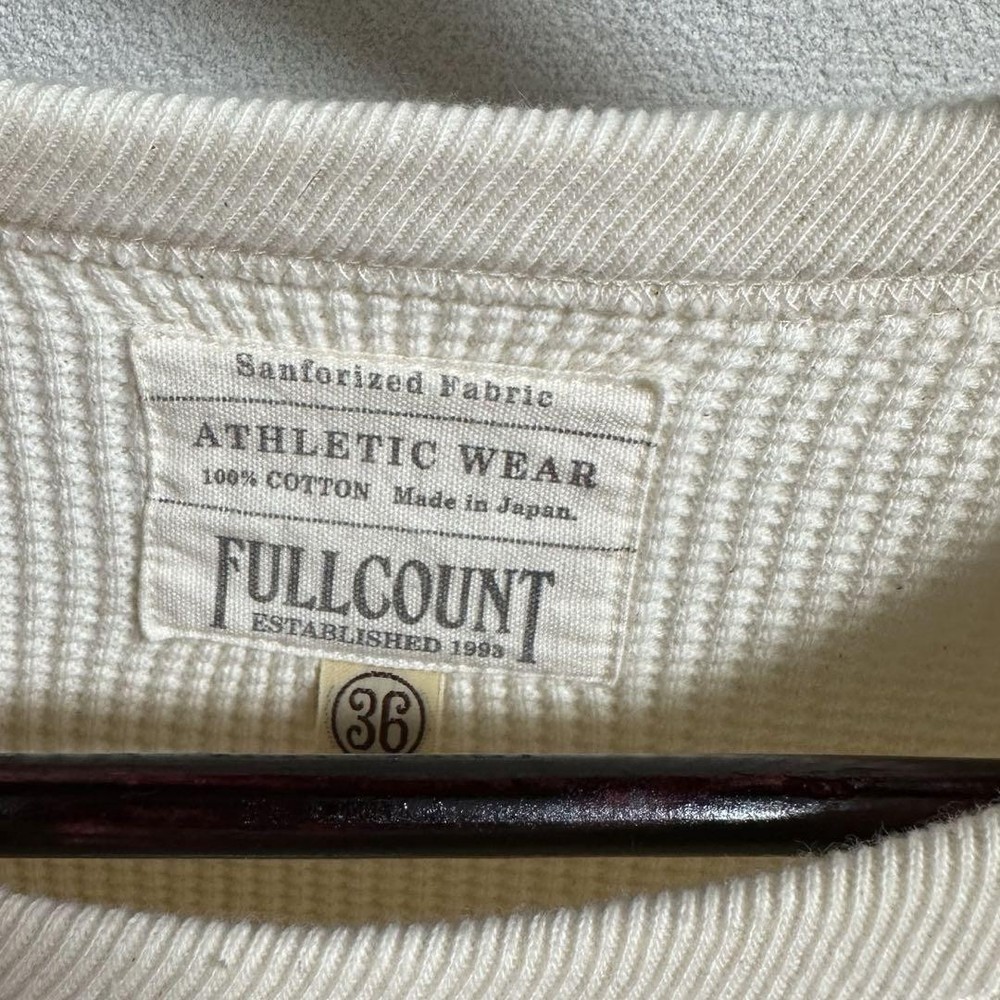 Sanforized Fabric
ATHLETIC WEAR
100% COTTON Made in Japan.
FULLCOUNT
ESTABLISHED 1993
36